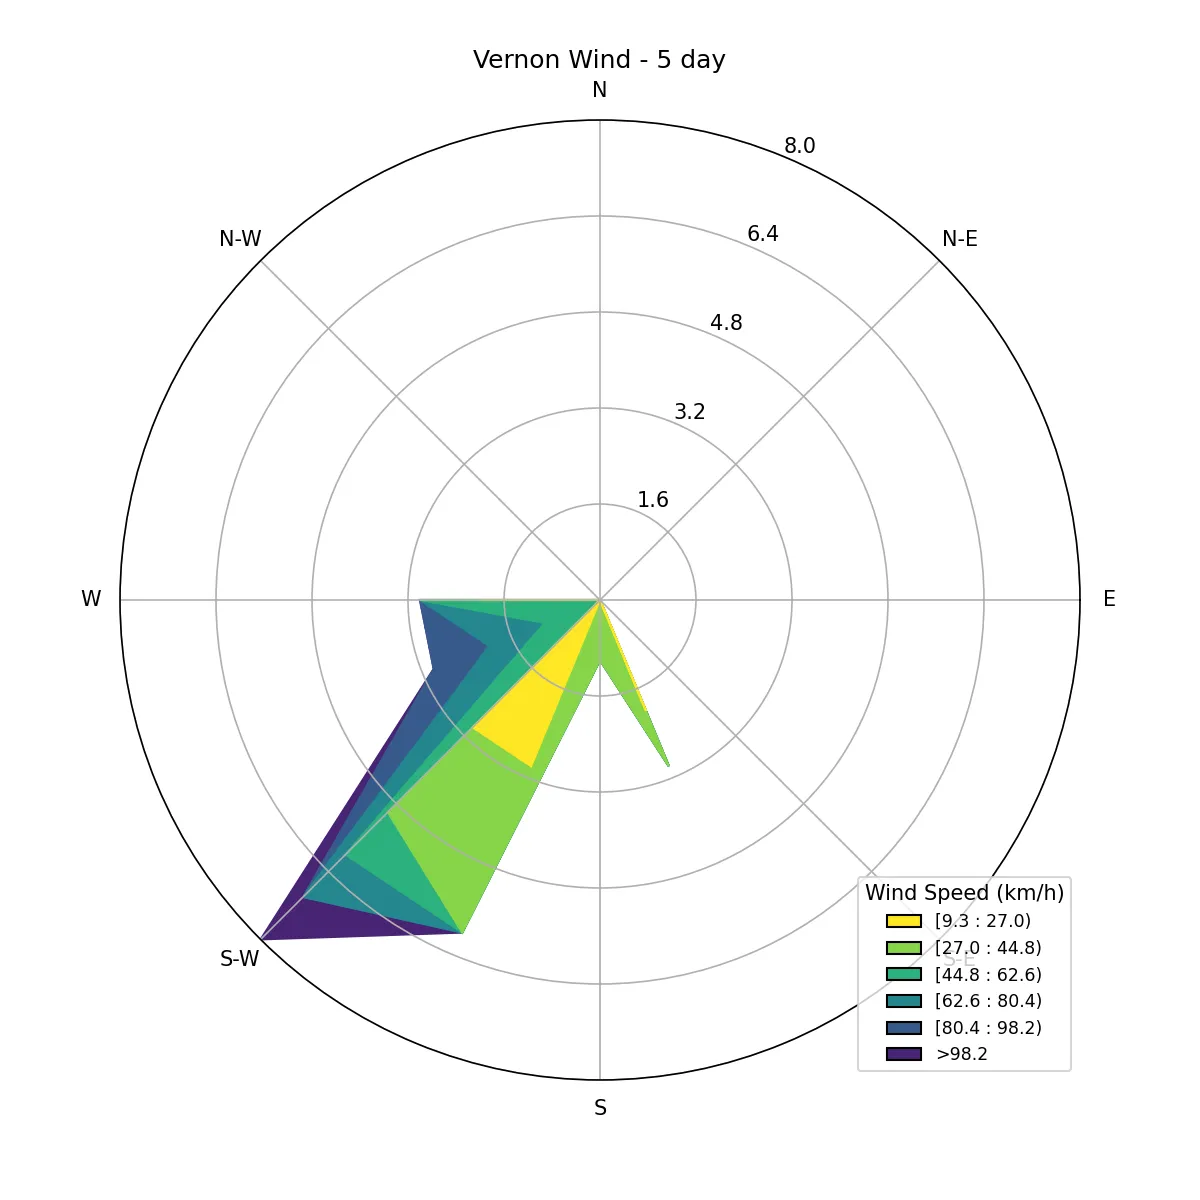 Vernon Wind - 5 day
N
8.0
N-W
6.4
N-E
4.8
3.2
1.6
W
E
S-W
S-E
S
Wind Speed (km/h)
[9.3 : 27.0)
[27.0 : 44.8)
[44.8 : 62.6)
[62.6 : 80.4)
[80.4 : 98.2)
>98.2